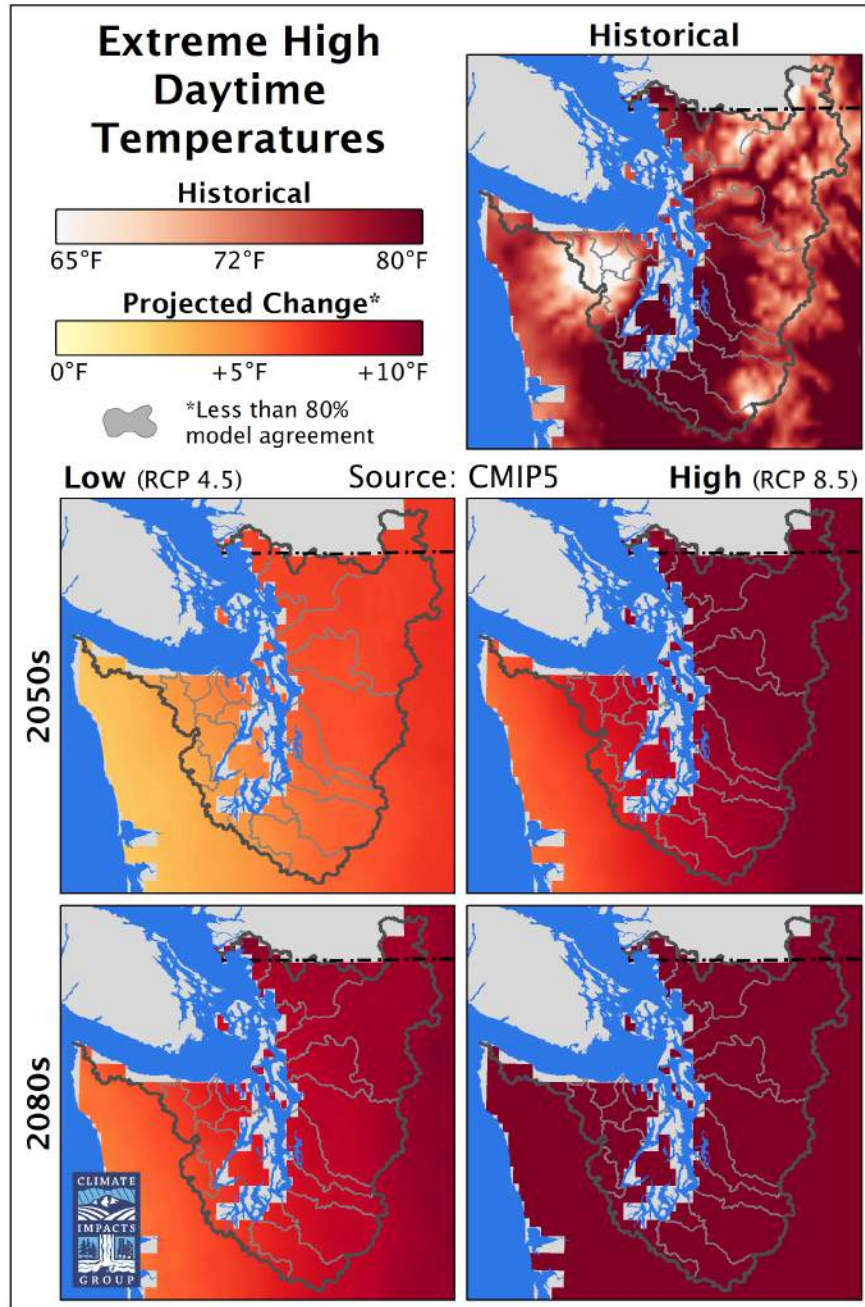 Extreme High
Daytime
Temperatures
Historical
65°F 72°F 80°F
Projected Change*
0°F +5°F +10°F
*Less than 80%
model agreement
Historical
Low (RCP 4.5) Source: CMIP5 High (RCP 8.5)
2050s
2080s
CLIMATE
IMPACTS
GROUP